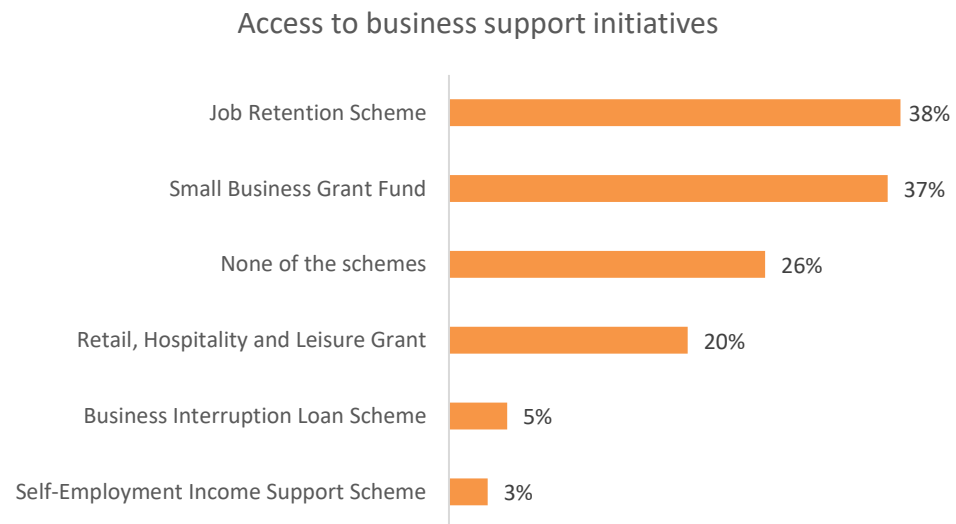 Access to business support initiatives
Job Retention Scheme 38%
Small Business Grant Fund 37%
None of the schemes 26%
Retail, Hospitality and Leisure Grant 20%
Business Interruption Loan Scheme 5%
Self-Employment Income Support Scheme 3%